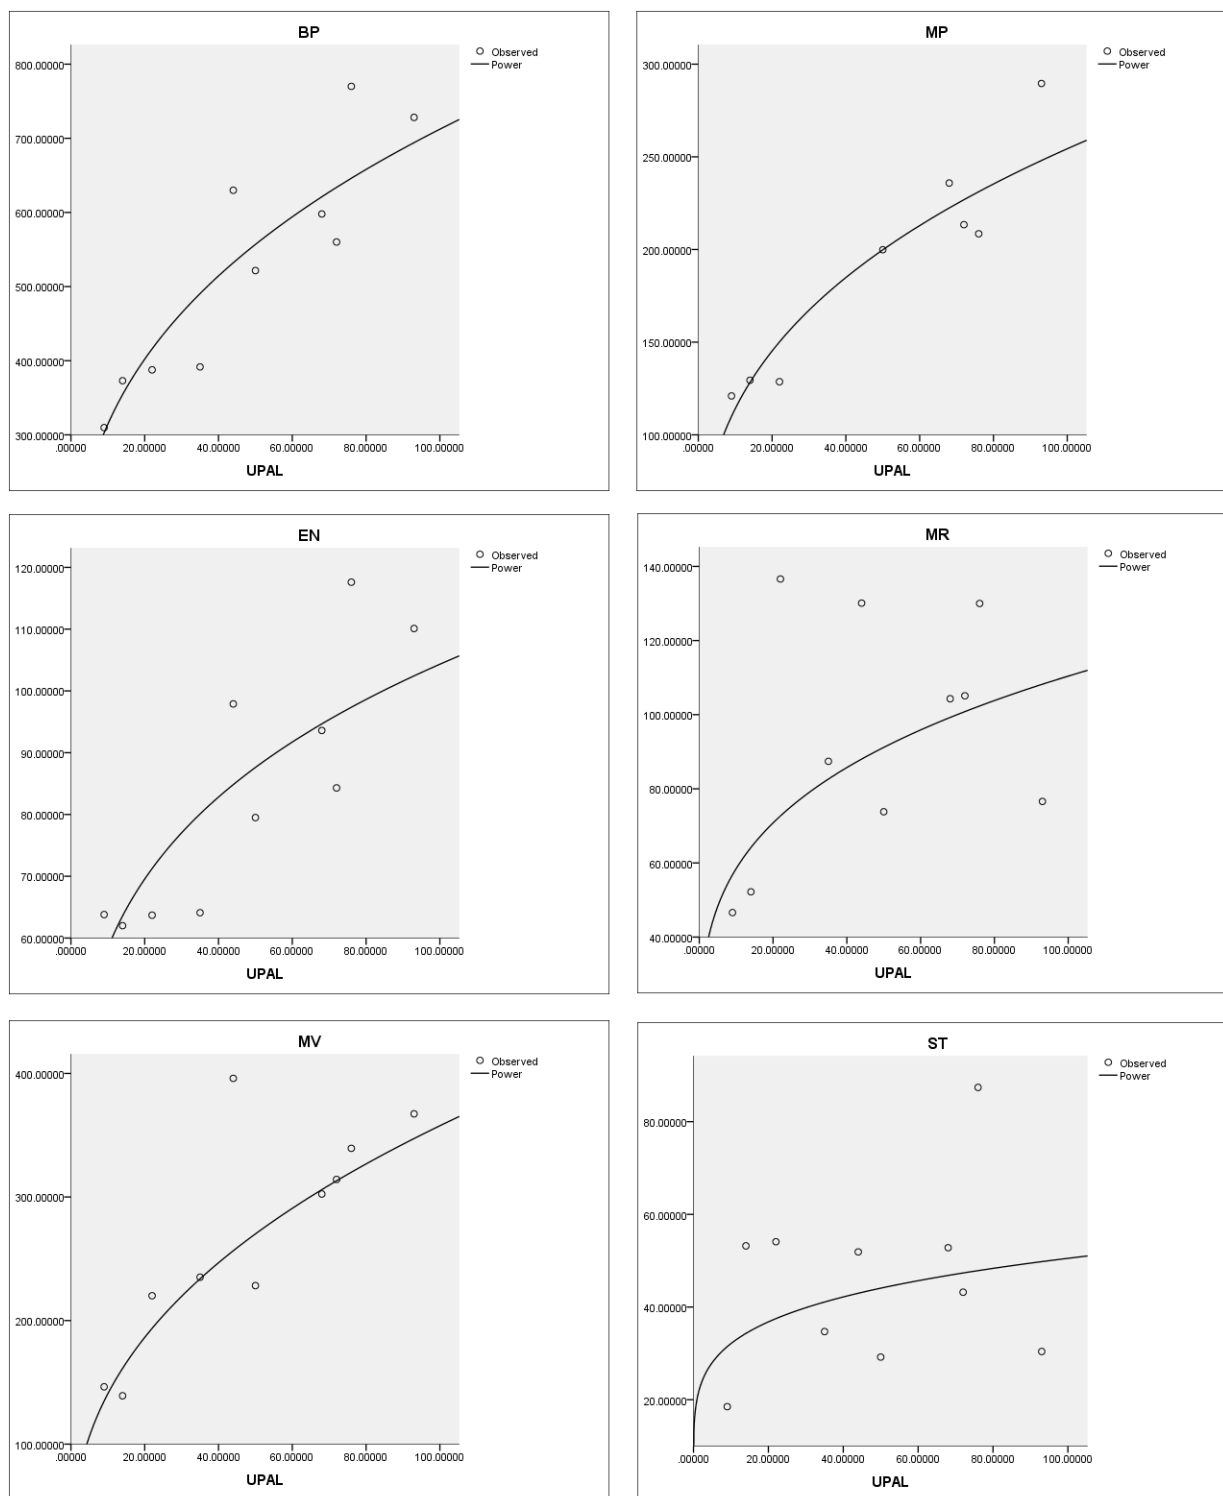 BP
Observed
Power
800.00000
700.00000
600.00000
500.00000
400.00000
300.00000
.00000 20.00000 40.00000 60.00000 80.00000 100.00000
UPAL
MP
Observed
Power
300.00000
250.00000
200.00000
150.00000
100.00000
.00000 20.00000 40.00000 60.00000 80.00000 100.00000
UPAL
EN
Observed
Power
120.00000
110.00000
100.00000
90.00000
80.00000
70.00000
60.00000
.00000 20.00000 40.00000 60.00000 80.00000 100.00000
UPAL
MR
Observed
Power
140.00000
120.00000
100.00000
80.00000
60.00000
40.00000
.00000 20.00000 40.00000 60.00000 80.00000 100.00000
UPAL
MV
Observed
Power
400.00000
300.00000
200.00000
100.00000
.00000 20.00000 40.00000 60.00000 80.00000 100.00000
UPAL
ST
Observed
Power
80.00000
60.00000
40.00000
20.00000
.00000 20.00000 40.00000 60.00000 80.00000 100.00000
UPAL